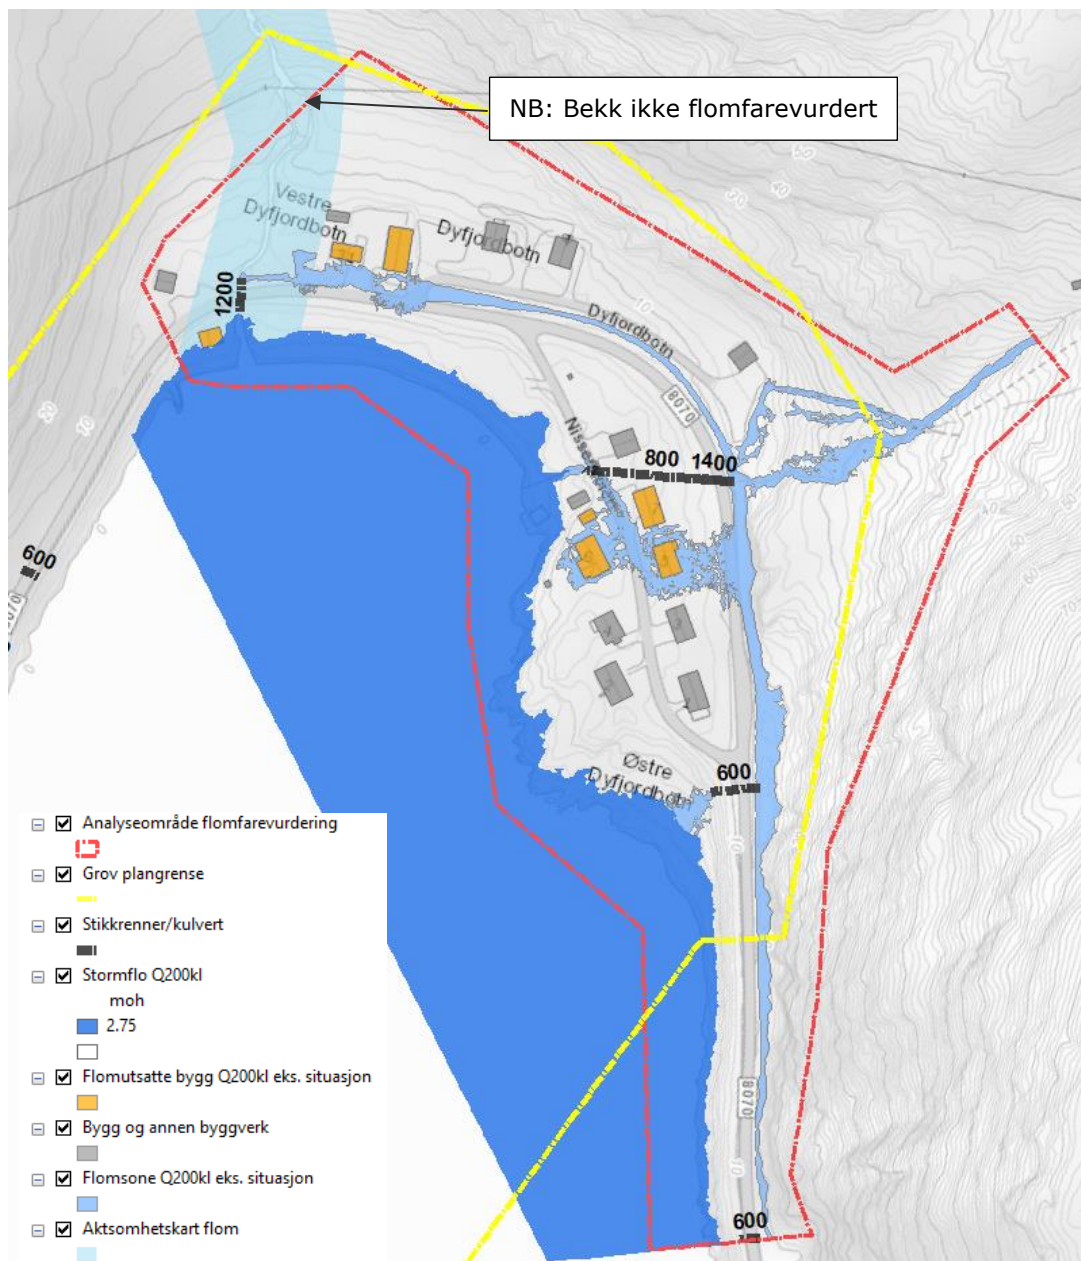 NB: Bekk ikke flomfarevurdert
50
40
30
Vestre
Dyfjordbotn
Dyfjordbotn
10
1200
Dyfjordbotn
8070
800 1400
600
8070
Østre
Dyfjordbotn
600
10
8070
10
600
Analyseområde flomfarevurdering
Grov plangrense
Stikkrenner/kulvert
Stormflo Q200kl
moh
2.75
Flomutsatte bygg Q200kl eks. situasjon
Bygg og annen byggverk
Flomsone Q200kl eks. situasjon
Aktsomhetskart flom